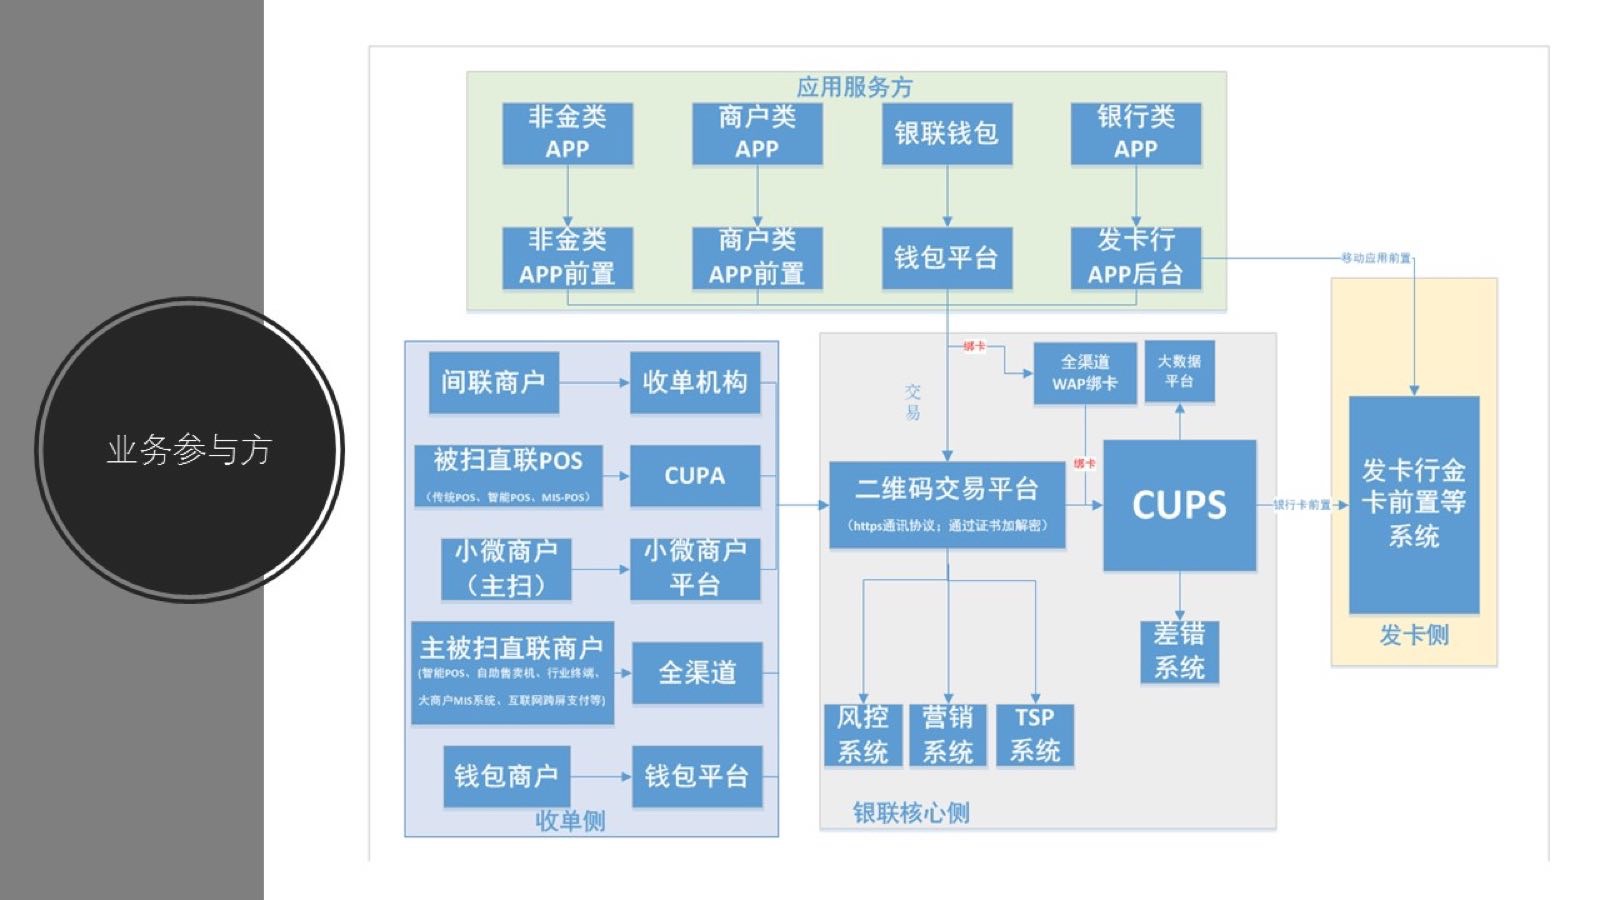 业务参与方
应用服务方
非金类
APP
商户类
APP
银联钱包
银行类
APP
非金类
APP前置
商户类
APP前置
钱包平台
发卡行
APP后台
移动应用前置
间联商户
收单机构
被扫直联POS
（传统POS、智能POS、MIS-POS）
CUPA
小微商户
（主扫）
小微商户
平台
主被扫直联商户
(智能POS、自助售卖机、行业终端、
大商户MIS系统、互联网跨屏支付等)
全渠道
钱包商户
钱包平台
收单侧
绑卡
交
易
全渠道
WAP绑卡
大数据
平台
绑卡
二维码交易平台
（https通讯协议；通过证书加解密）
CUPS
银行卡前置
差错
系统
风控
系统
营销
系统
TSP
系统
银联核心侧
发卡行金
卡前置等
系统
发卡侧